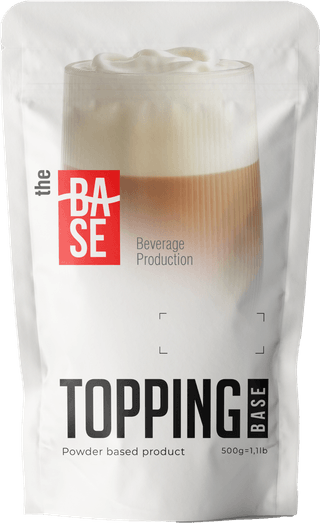 the
BA
SE
Beverage
Production
TOPPING
BASE
Powder based product
500g=1,1lb